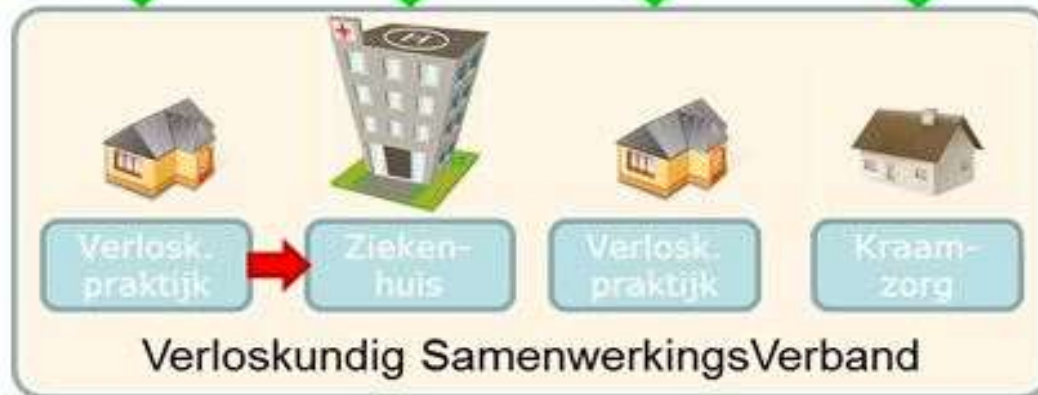 H
Verlosk.
praktijk
Zieken-
huis
Verlosk.
praktijk
Kraam-
zorg
Verloskundig SamenwerkingsVerband